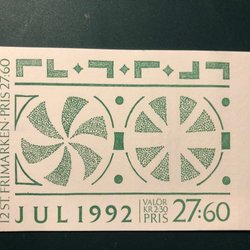 12 ST. FRIMÄRKEN · PRIS 27:60
JUL 1992
VALÖR
KR 2:30
PRIS
27:60